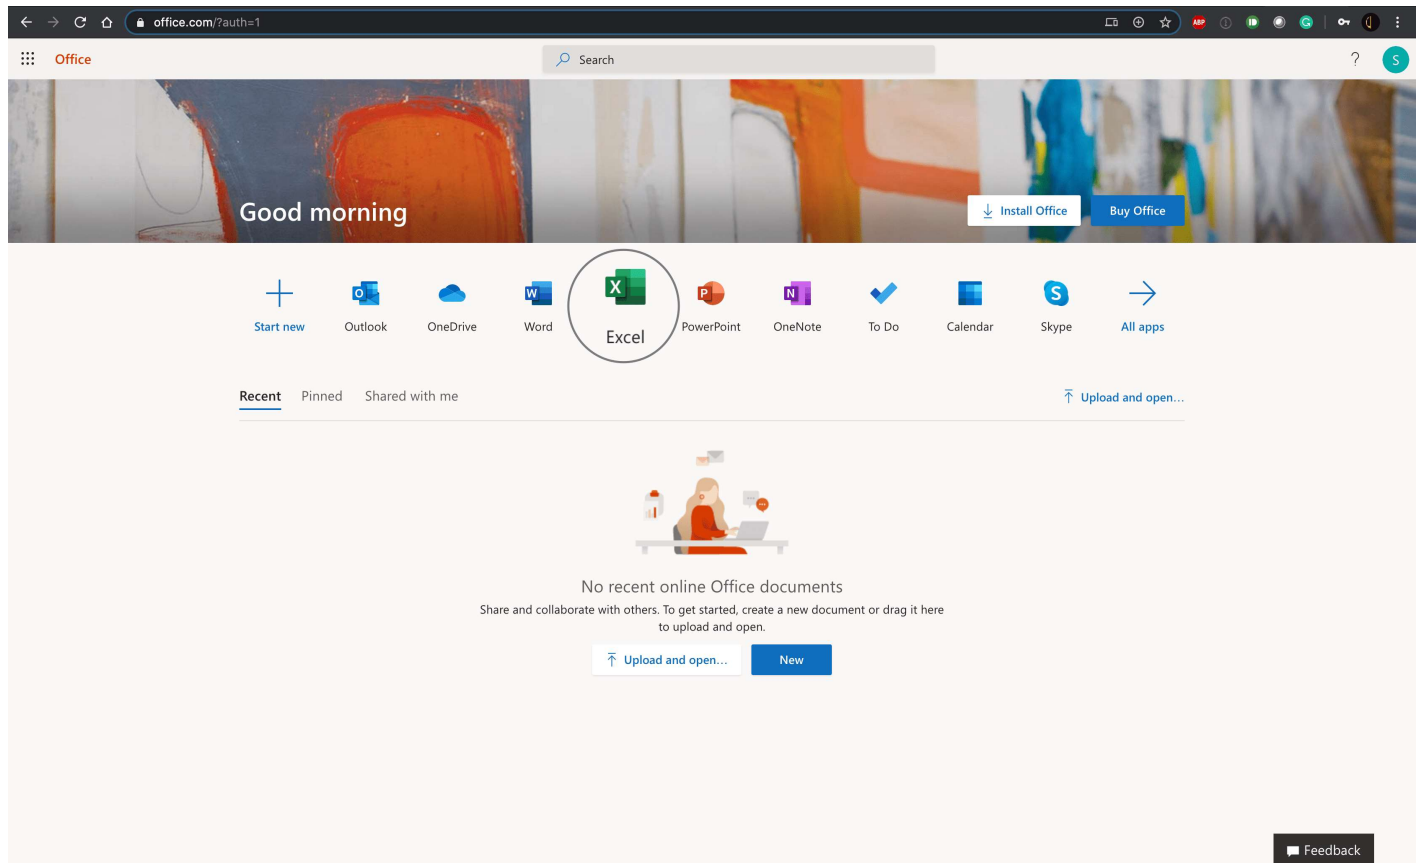 office.com/?auth=1
ABP
Office
Search
?
S
Good morning
Install Office
Buy Office
Start new
Outlook
OneDrive
Word
Excel
PowerPoint
OneNote
To Do
Calendar
Skype
All apps
Recent Pinned Shared with me
Upload and open...
No recent online Office documents
Share and collaborate with others. To get started, create a new document or drag it here
to upload and open.
Upload and open...
New
Feedback